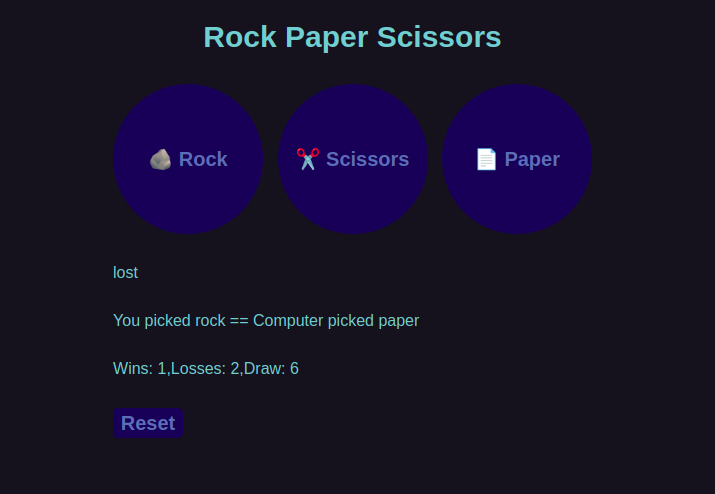 Rock Paper Scissors
🪨 Rock ✂️ Scissors 📄 Paper
lost
You picked rock == Computer picked paper
Wins: 1,Losses: 2,Draw: 6
Reset